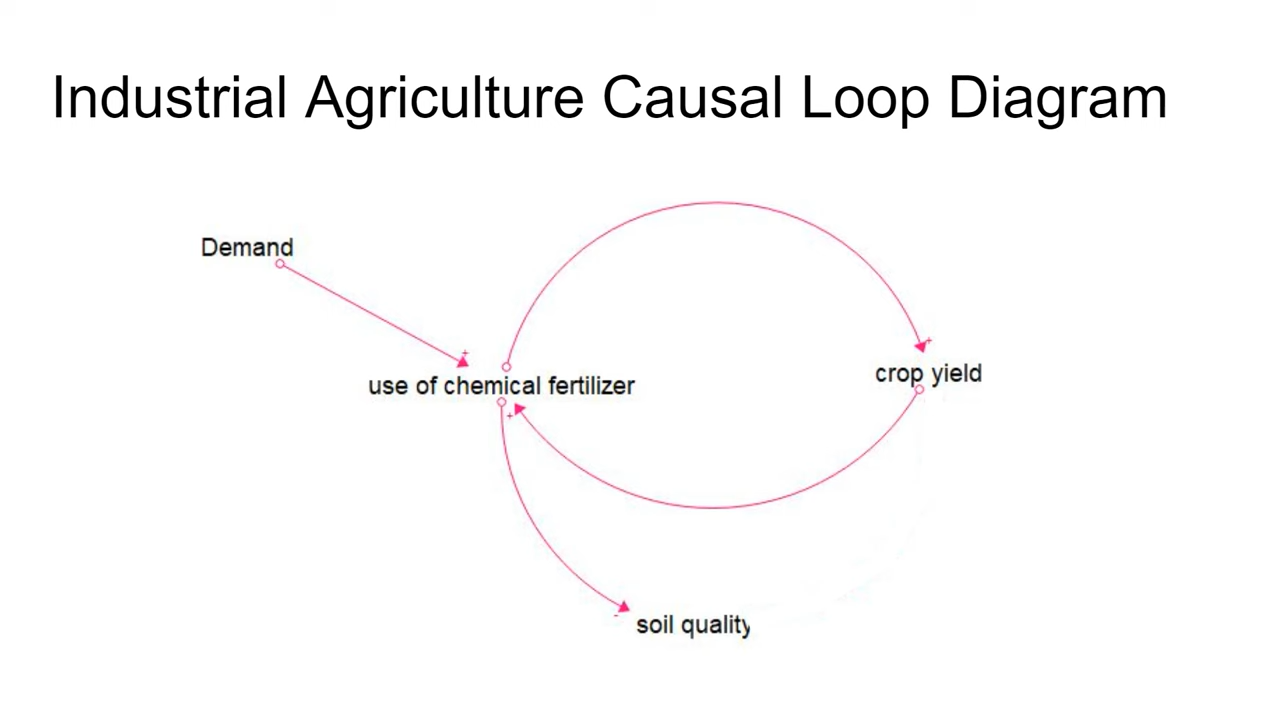 Industrial Agriculture Causal Loop Diagram
Demand
+
+
use of chemical fertilizer
crop yield
+
-
soil quality